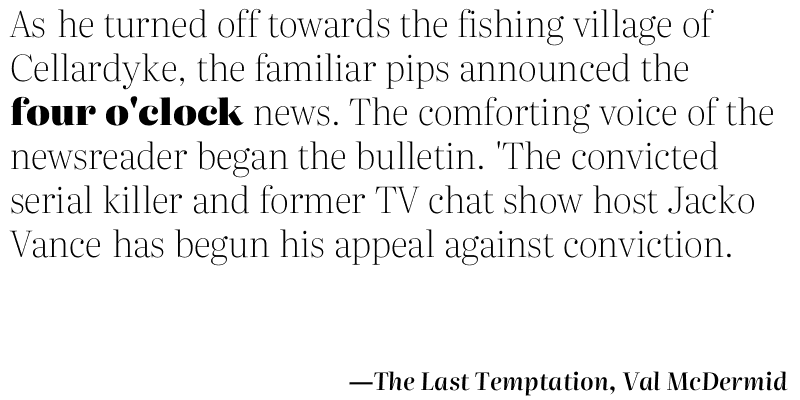 As he turned off towards the fishing village of
Cellardyke, the familiar pips announced the
four o'clock news. The comforting voice of the
newsreader began the bulletin. 'The convicted
serial killer and former TV chat show host Jacko
Vance has begun his appeal against conviction.
—The Last Temptation, Val McDermid